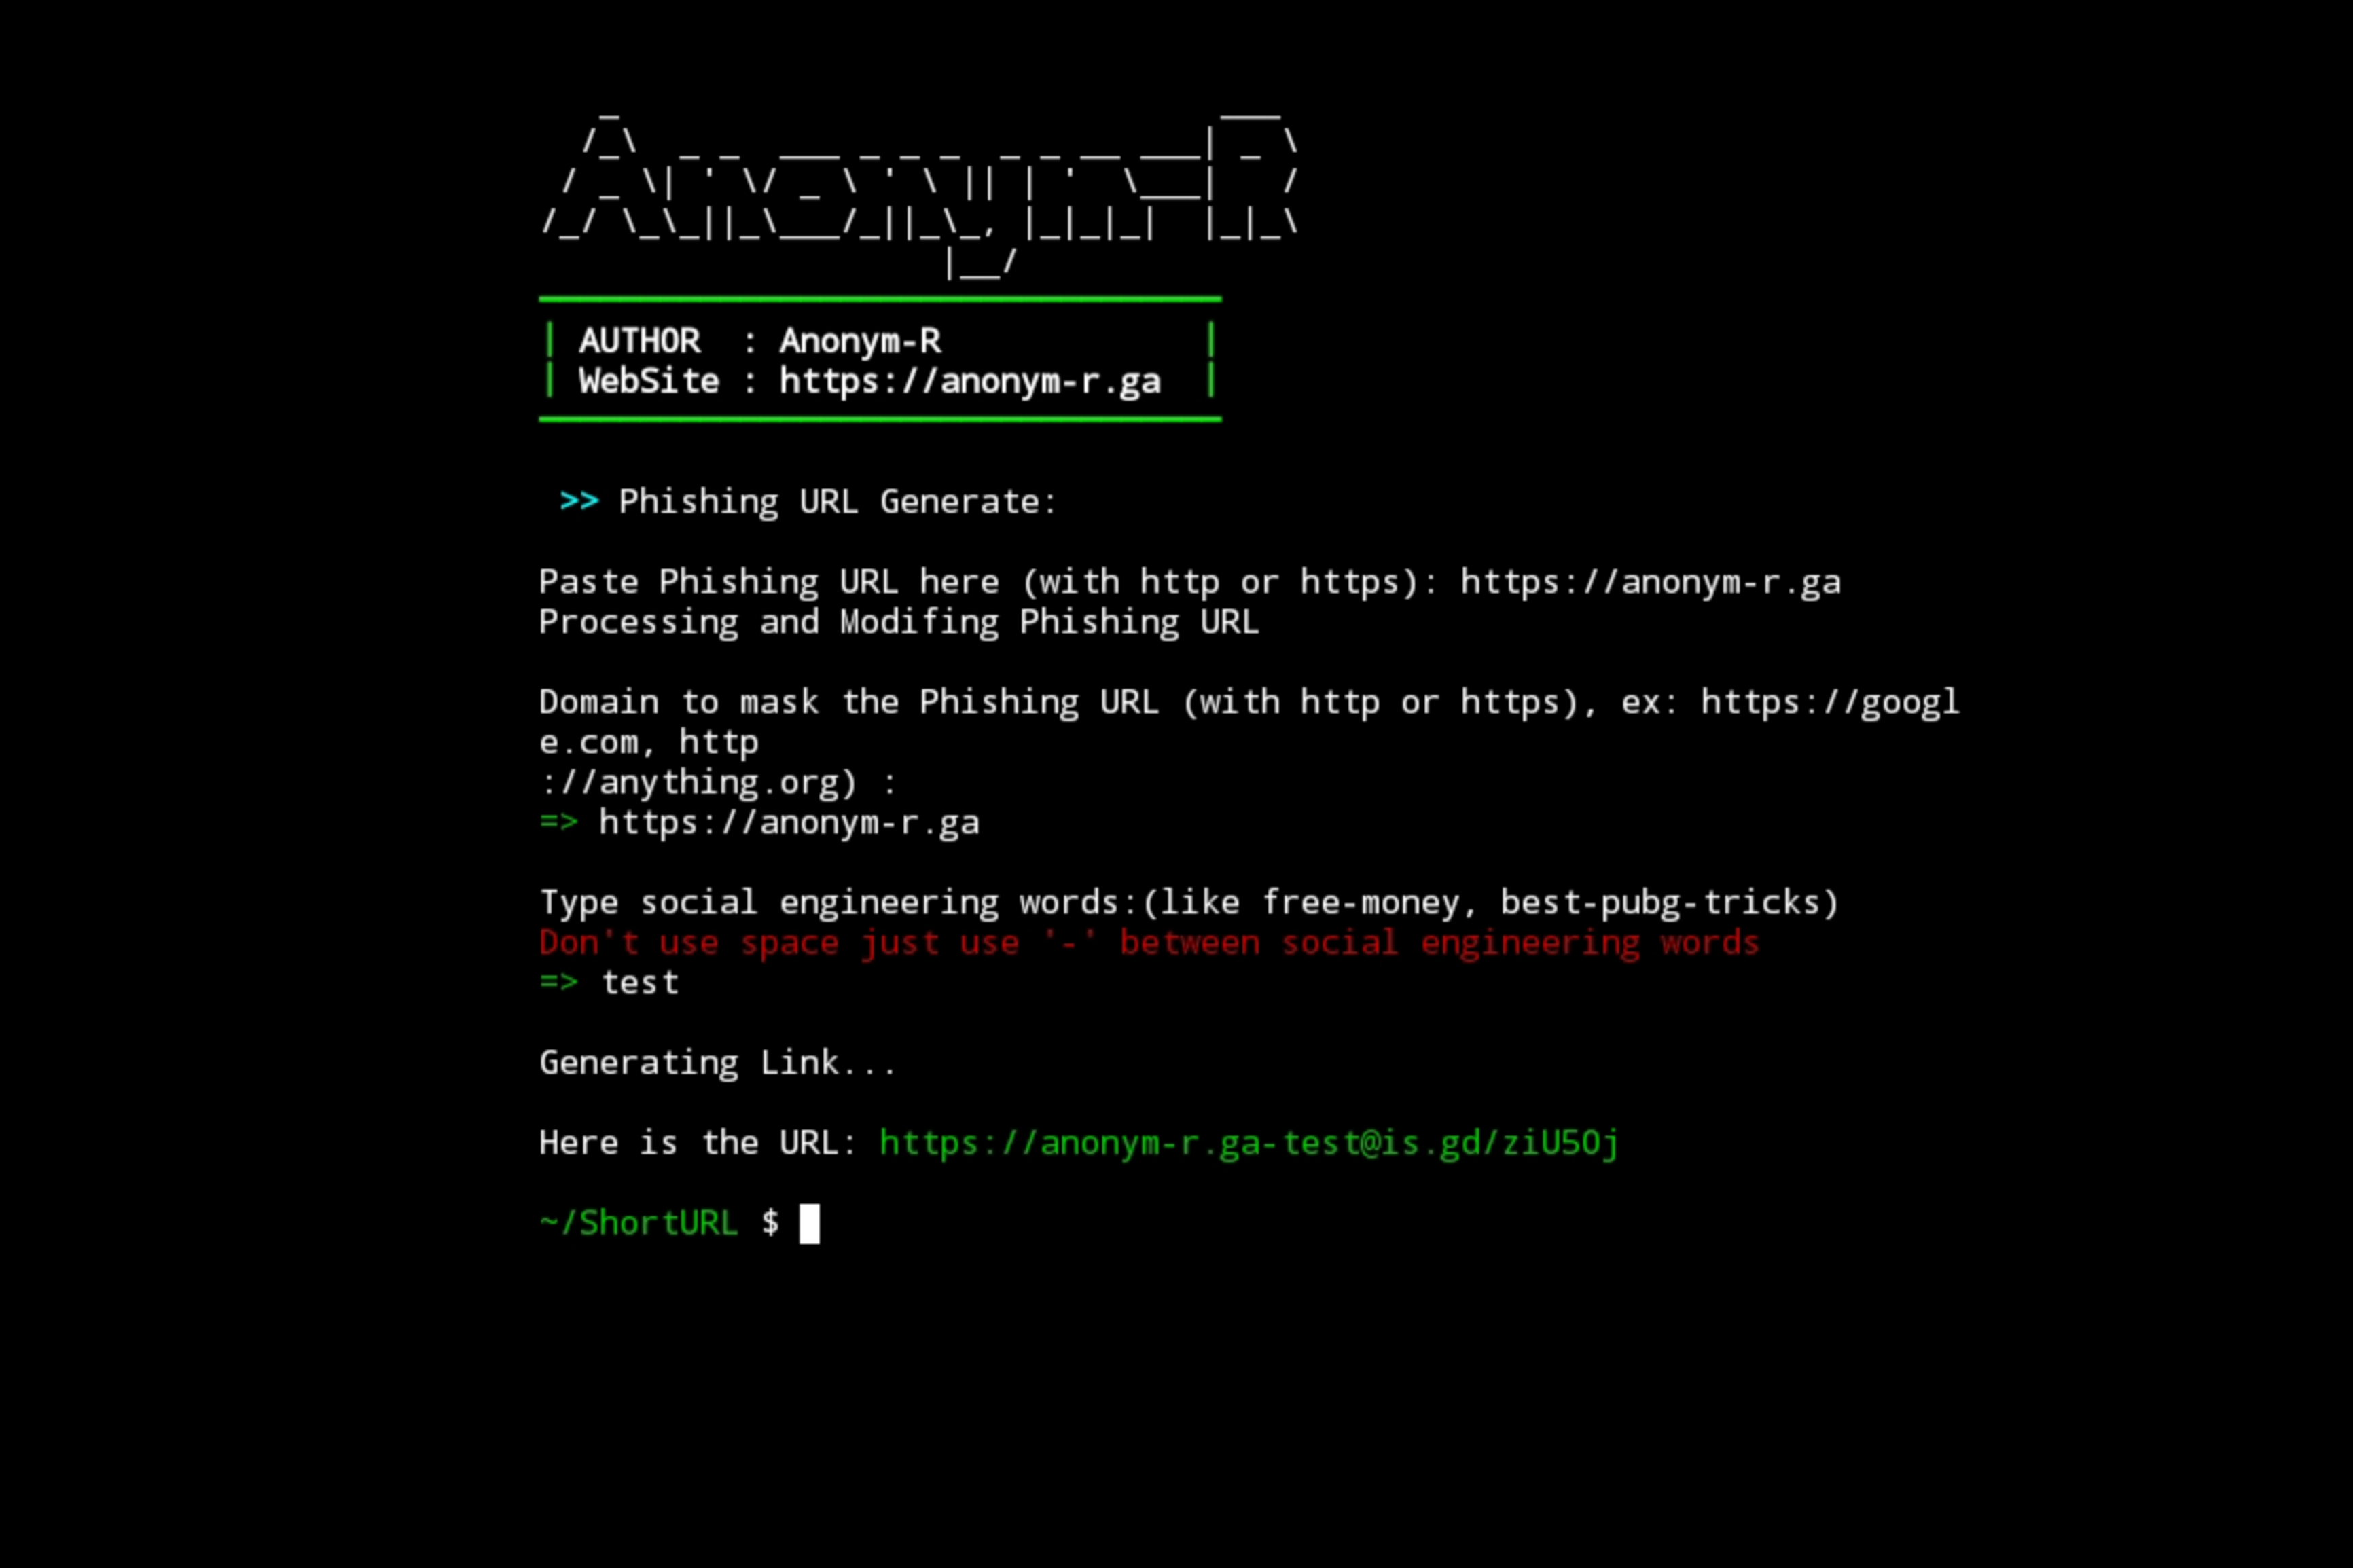 Anonym-R
| AUTHOR : Anonym-R |
| WebSite : https://anonym-r.ga |
>> Phishing URL Generate:
Paste Phishing URL here (with http or https): https://anonym-r.ga
Processing and Modifing Phishing URL
Domain to mask the Phishing URL (with http or https), ex: https://googl
e.com, http
://anything.org) :
=> https://anonym-r.ga
Type social engineering words:(like free-money, best-pubg-tricks)
Don't use space just use '-' between social engineering words
=> test
Generating Link...
Here is the URL: https://anonym-r.ga-test@is.gd/ziU50j
~/ShortURL $